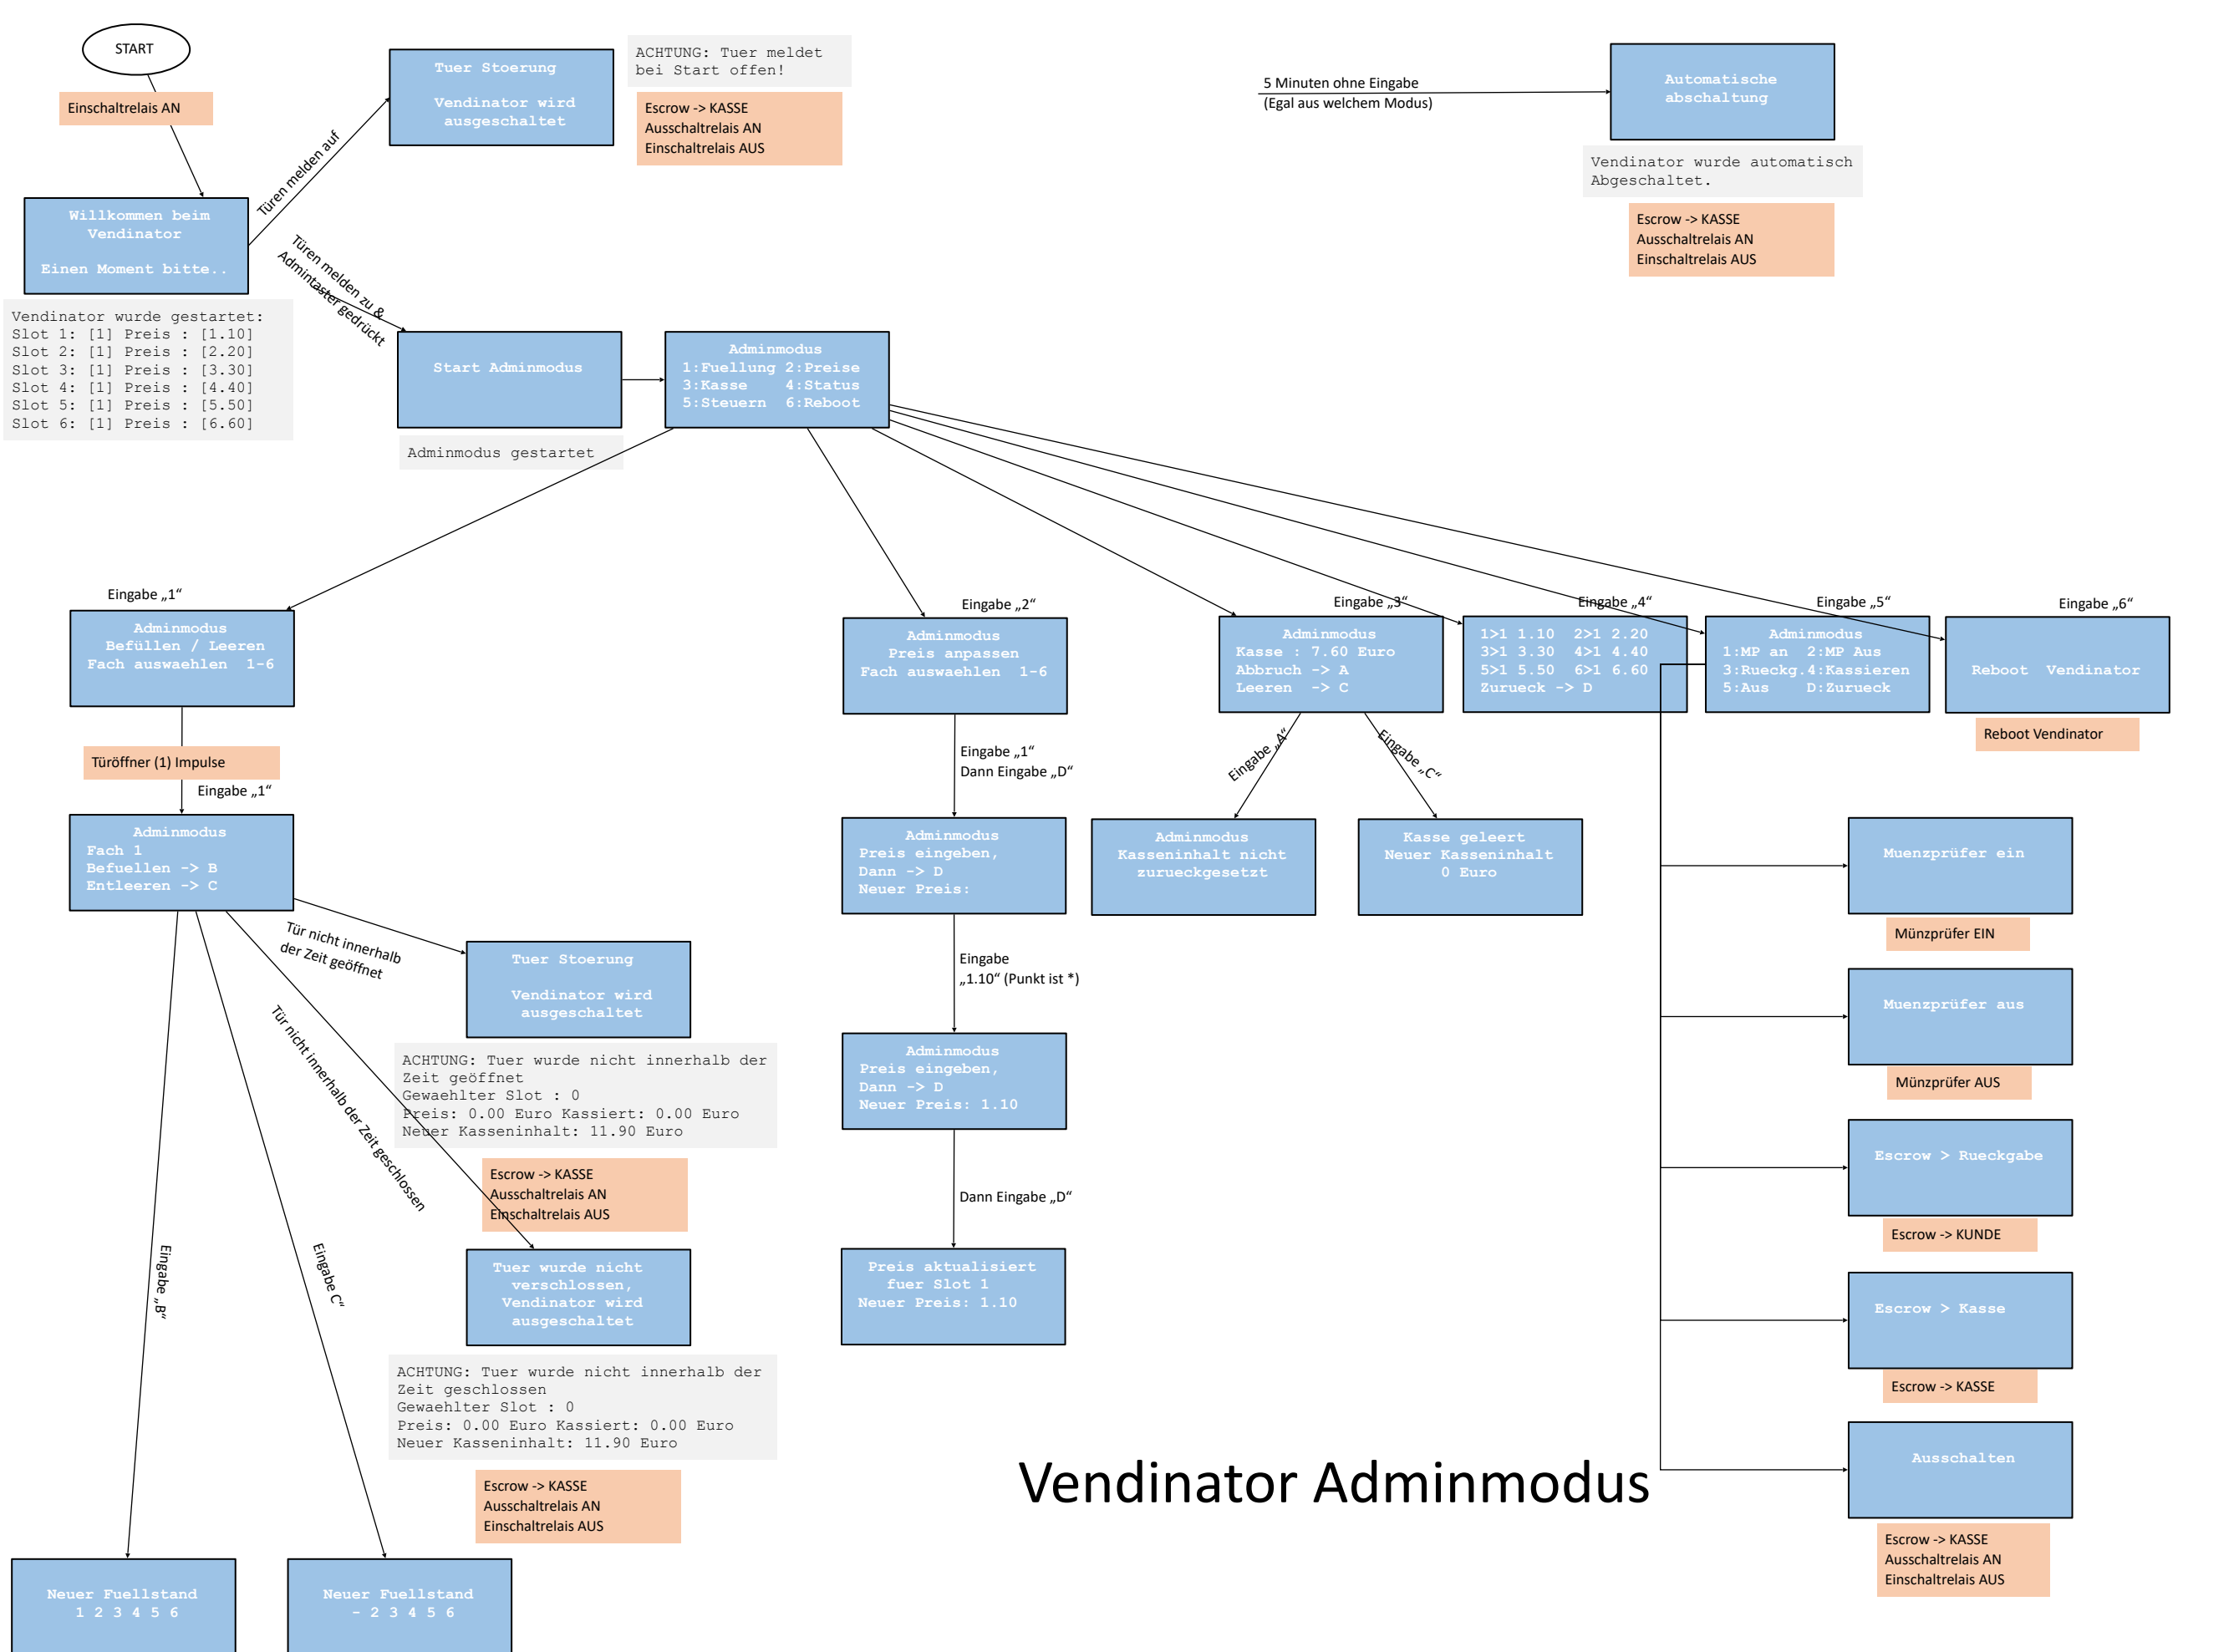 START
Einschaltrelais AN
Willkommen beim
Vendinator
Einen Moment bitte..
Vendinator wurde gestartet:
Slot 1: [1] Preis : [1.10]
Slot 2: [1] Preis : [2.20]
Slot 3: [1] Preis : [3.30]
Slot 4: [1] Preis : [4.40]
Slot 5: [1] Preis : [5.50]
Slot 6: [1] Preis : [6.60]
Türen melden auf
Tuer Stoerung
Vendinator wird
ausgeschaltet
ACHTUNG: Tuer meldet
bei Start offen!
Escrow -> KASSE
Ausschaltrelais AN
Einschaltrelais AUS
5 Minuten ohne Eingabe
(Egal aus welchem Modus)
Automatische
abschaltung
Vendinator wurde automatisch
Abgeschaltet.
Escrow -> KASSE
Ausschaltrelais AN
Einschaltrelais AUS
Türen melden zu &
Admintaster gedrückt
Start Adminmodus
Adminmodus gestartet
Adminmodus
1:Fuellung 2:Preise
3:Kasse 4:Status
5:Steuern 6:Reboot
Eingabe „1“
Adminmodus
Befüllen / Leeren
Fach auswaehlen 1-6
Türöffner (1) Impulse
Eingabe „1“
Adminmodus
Fach 1
Befuellen -> B
Entleeren -> C
Tür nicht innerhalb
der Zeit geöffnet
Tuer Stoerung
Vendinator wird
ausgeschaltet
ACHTUNG: Tuer wurde nicht innerhalb der
Zeit geöffnet
Gewaehlter Slot : 0
Preis: 0.00 Euro Kassiert: 0.00 Euro
Neuer Kasseninhalt: 11.90 Euro
Escrow -> KASSE
Ausschaltrelais AN
Einschaltrelais AUS
Tür nicht innerhalb der Zeit geschlossen
Tuer wurde nicht
verschlossen,
Vendinator wird
ausgeschaltet
ACHTUNG: Tuer wurde nicht innerhalb der
Zeit geschlossen
Gewaehlter Slot : 0
Preis: 0.00 Euro Kassiert: 0.00 Euro
Neuer Kasseninhalt: 11.90 Euro
Escrow -> KASSE
Ausschaltrelais AN
Einschaltrelais AUS
Eingabe „B“
Neuer Fuellstand
1 2 3 4 5 6
Eingabe C“
Neuer Fuellstand
- 2 3 4 5 6
Eingabe „2“
Adminmodus
Preis anpassen
Fach auswaehlen 1-6
Eingabe „1“
Dann Eingabe „D“
Adminmodus
Preis eingeben,
Dann -> D
Neuer Preis:
Eingabe
„1.10“ (Punkt ist *)
Adminmodus
Preis eingeben,
Dann -> D
Neuer Preis: 1.10
Dann Eingabe „D“
Preis aktualisiert
fuer Slot 1
Neuer Preis: 1.10
Eingabe „3“
Adminmodus
Kasse : 7.60 Euro
Abbruch -> A
Leeren -> C
Eingabe „A“
Adminmodus
Kasseninhalt nicht
zurueckgesetzt
Eingabe „C“
Kasse geleert
Neuer Kasseninhalt
0 Euro
Eingabe „4“
1>1 1.10 2>1 2.20
3>1 3.30 4>1 4.40
5>1 5.50 6>1 6.60
Zurueck -> D
Eingabe „5“
Adminmodus
1:MP an 2:MP Aus
3:Rueckg.4:Kassieren
5:Aus D:Zurueck
Eingabe „6“
Reboot Vendinator
Reboot Vendinator
Muenzprüfer ein
Münzprüfer EIN
Muenzprüfer aus
Münzprüfer AUS
Escrow > Rueckgabe
Escrow -> KUNDE
Escrow > Kasse
Escrow -> KASSE
Ausschalten
Escrow -> KASSE
Ausschaltrelais AN
Einschaltrelais AUS
Vendinator Adminmodus